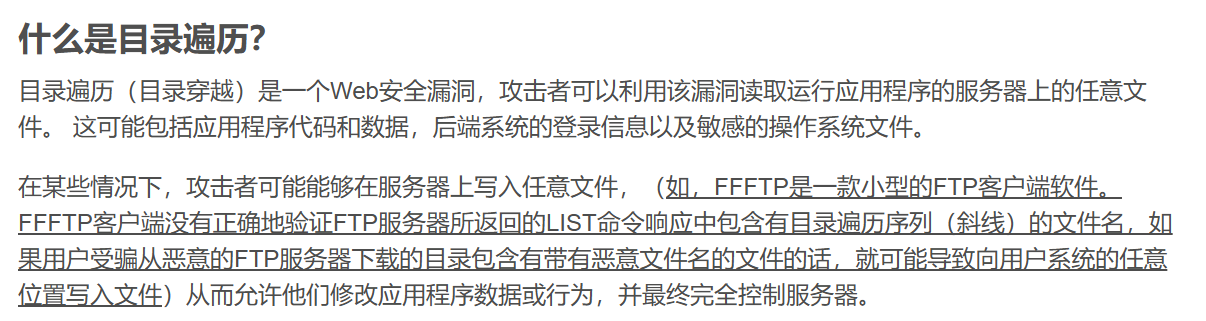 什么是目录遍历？
目录遍历（目录穿越）是一个Web安全漏洞，攻击者可以利用该漏洞读取运行应用程序的服务器上的任意文
件。 这可能包括应用程序代码和数据，后端系统的登录信息以及敏感的操作系统文件。
在某些情况下，攻击者可能能够在服务器上写入任意文件，（如，FFFTP是一款小型的FTP客户端软件。
FFFTP客户端没有正确地验证FTP服务器所返回的LIST命令响应中包含有目录遍历序列（斜线）的文件名，如
果用户受骗从恶意的FTP服务器下载的目录包含有带有恶意文件名的文件的话，就可能导致向用户系统的任意
位置写入文件）从而允许他们修改应用程序数据或行为，并最终完全控制服务器。